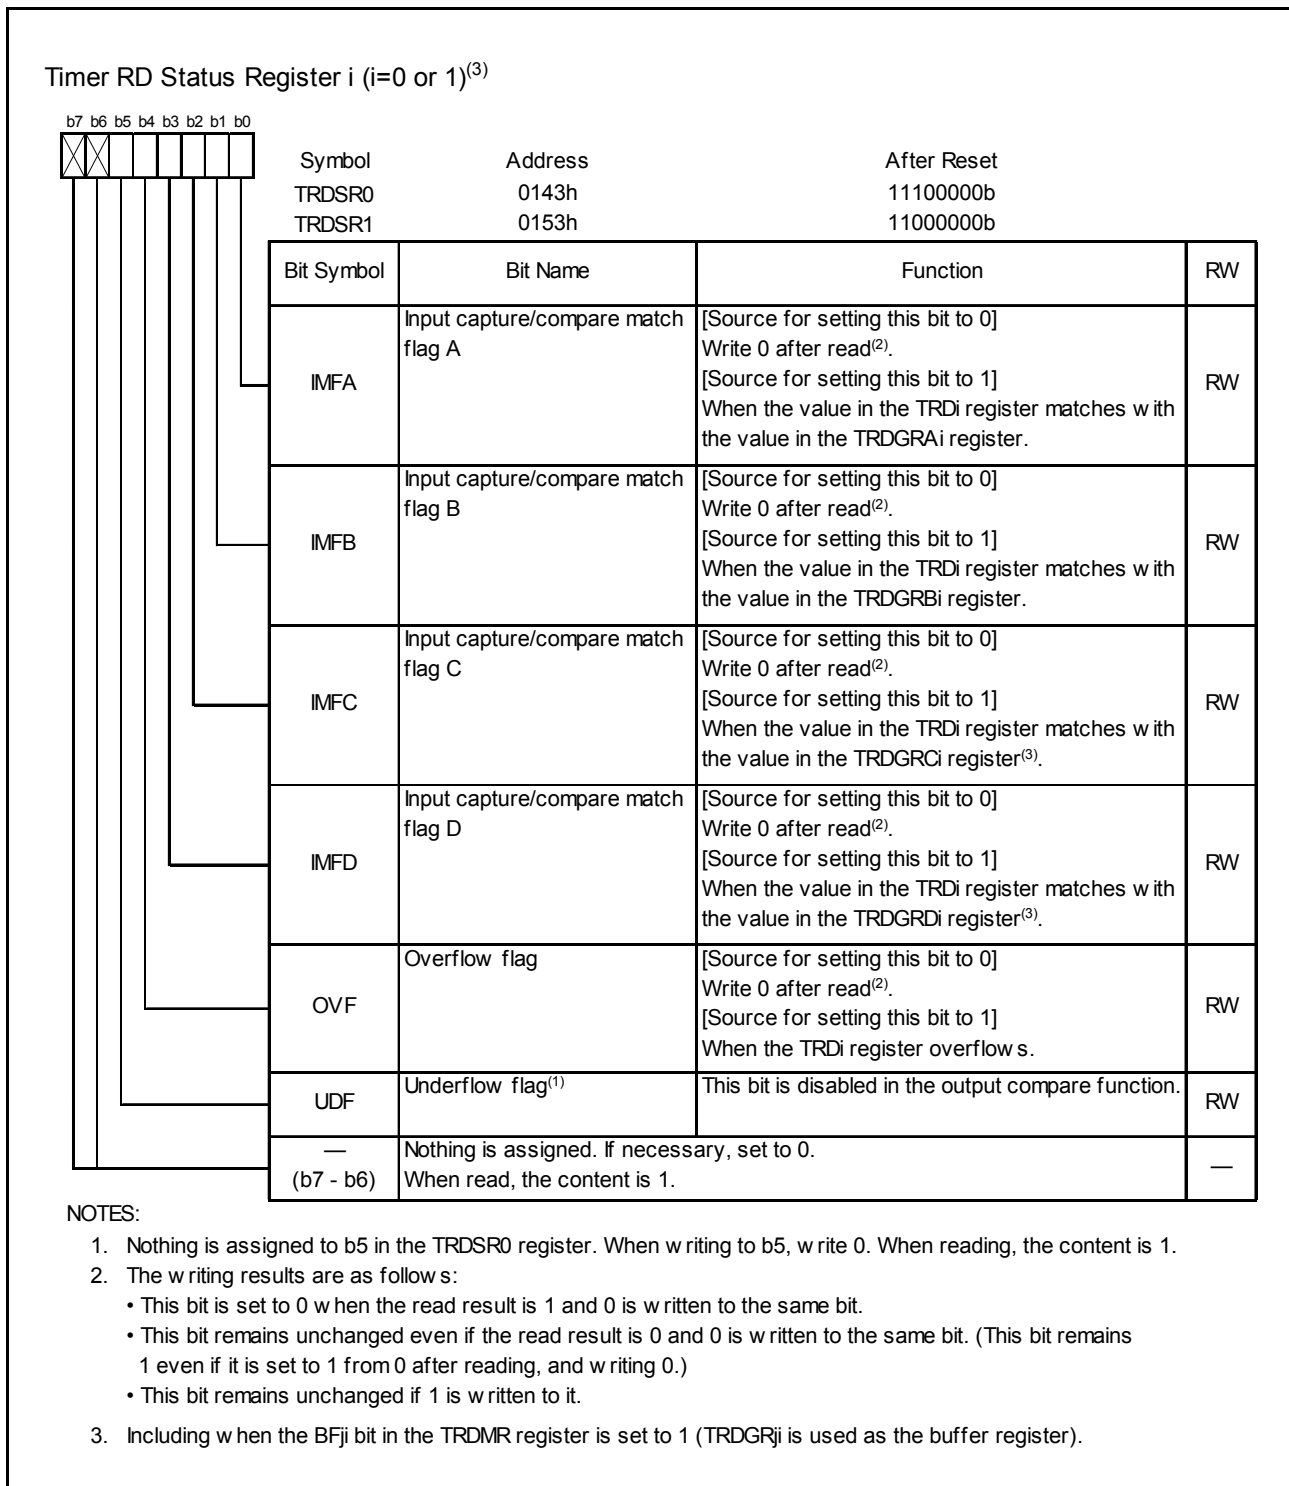 Timer RD Status Register i (i=0 or 1)(3)
b7 b6 b5 b4 b3 b2 b1 b0
Symbol Address After Reset
TRDSR0 0143h 11100000b
TRDSR1 0153h 11000000b
Bit Symbol Bit Name Function RW
IMFA
Input capture/compare match
flag A
[Source for setting this bit to 0]
Write 0 after read(2).
[Source for setting this bit to 1]
When the value in the TRDi register matches with
the value in the TRDGRAi register.
RW
IMFB
Input capture/compare match
flag B
[Source for setting this bit to 0]
Write 0 after read(2).
[Source for setting this bit to 1]
When the value in the TRDi register matches with
the value in the TRDGRBi register.
RW
IMFC
Input capture/compare match
flag C
[Source for setting this bit to 0]
Write 0 after read(2).
[Source for setting this bit to 1]
When the value in the TRDi register matches with
the value in the TRDGRCi register(3).
RW
IMFD
Input capture/compare match
flag D
[Source for setting this bit to 0]
Write 0 after read(2).
[Source for setting this bit to 1]
When the value in the TRDi register matches with
the value in the TRDGRDi register(3).
RW
OVF
Overflow flag
[Source for setting this bit to 0]
Write 0 after read(2).
[Source for setting this bit to 1]
When the TRDi register overflows.
RW
UDF
Underflow flag(1)
This bit is disabled in the output compare function.
RW
—
(b7 - b6)
Nothing is assigned. If necessary, set to 0.
When read, the content is 1.
—
NOTES:
1. Nothing is assigned to b5 in the TRDSR0 register. When writing to b5, write 0. When reading, the content is 1.
2. The writing results are as follows:
• This bit is set to 0 when the read result is 1 and 0 is written to the same bit.
• This bit remains unchanged even if the read result is 0 and 0 is written to the same bit. (This bit remains
1 even if it is set to 1 from 0 after reading, and writing 0.)
• This bit remains unchanged if 1 is written to it.
3. Including when the BFji bit in the TRDMR register is set to 1 (TRDGRji is used as the buffer register).